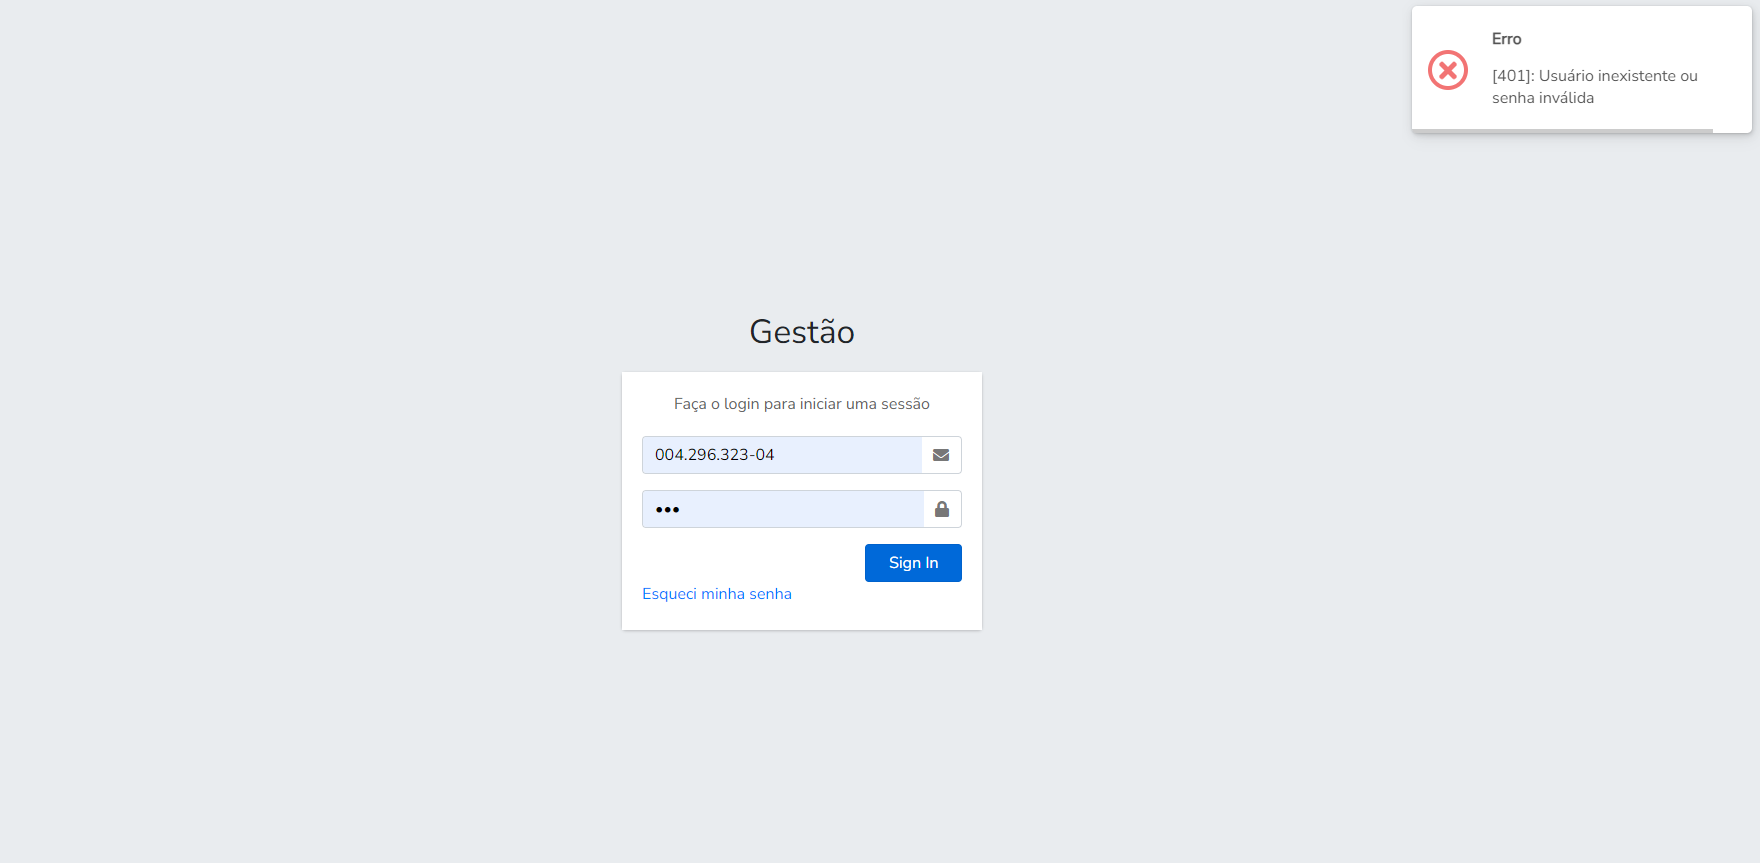 Erro
[401]: Usuário inexistente ou
senha inválida
Gestão
Faça o login para iniciar uma sessão
004.296.323-04
•••
Sign In
Esqueci minha senha